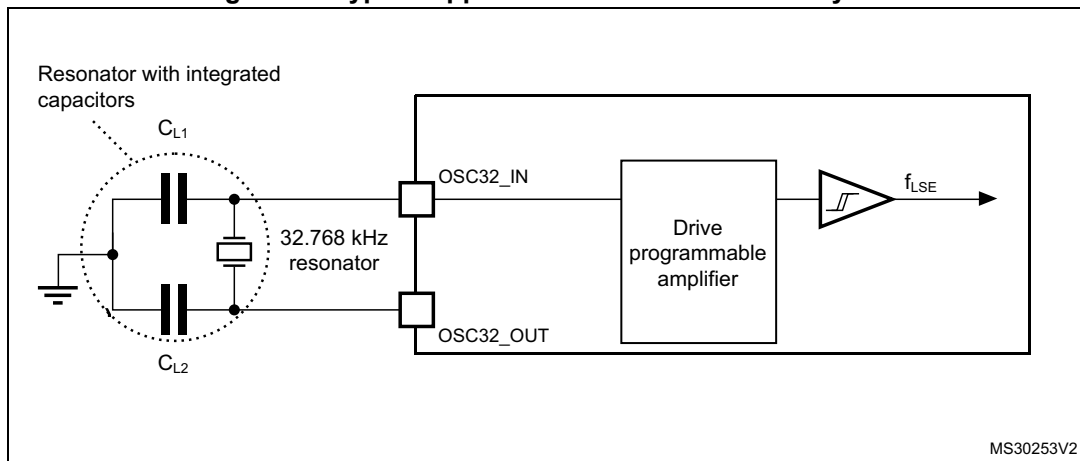 Resonator with integrated
capacitors
CL1
OSC32_IN
fLSE
32.768 kHz
resonator
Drive
programmable
amplifier
OSC32_OUT
CL2
MS30253V2